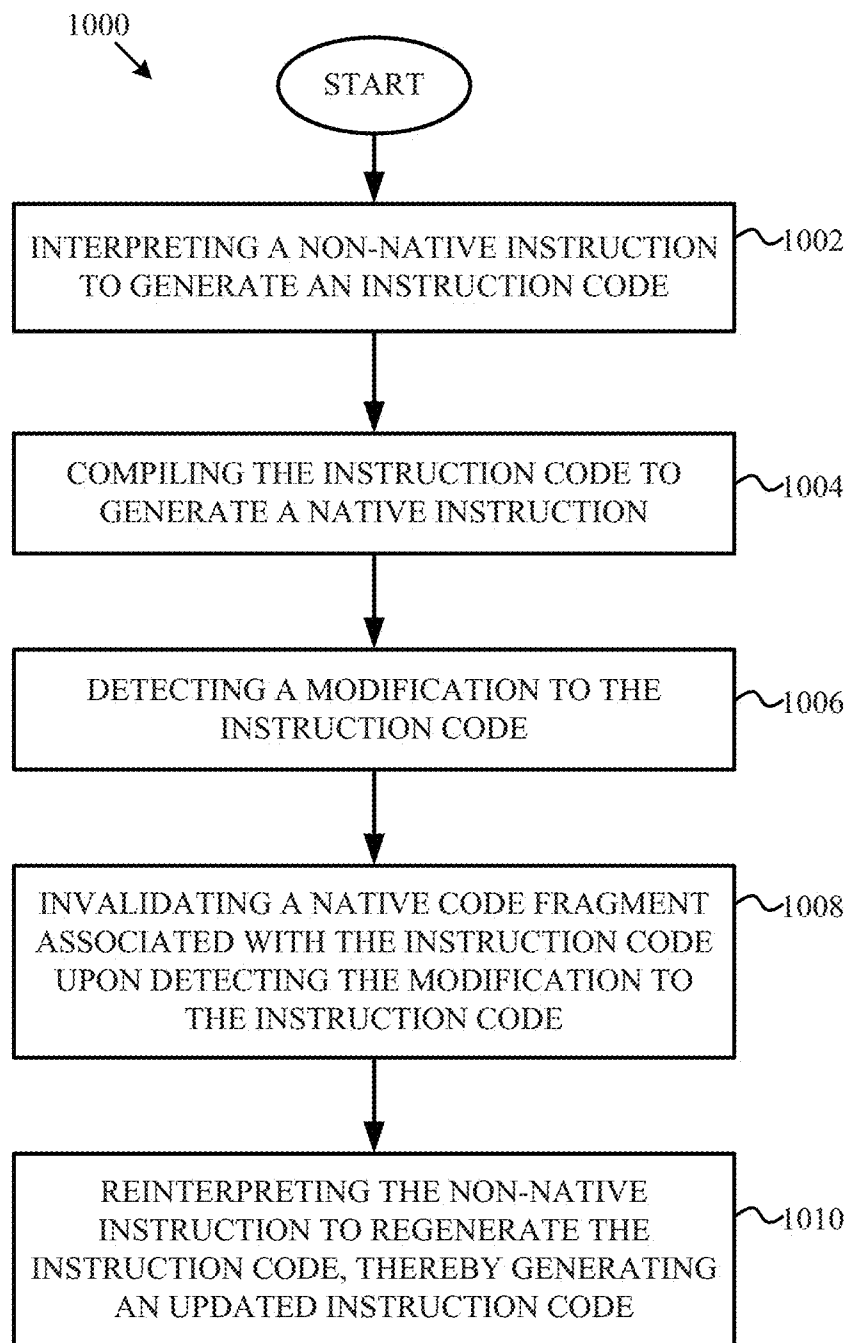 1000
START
INTERPRETING A NON-NATIVE INSTRUCTION
TO GENERATE AN INSTRUCTION CODE
1002
COMPILING THE INSTRUCTION CODE TO
GENERATE A NATIVE INSTRUCTION
1004
DETECTING A MODIFICATION TO THE
INSTRUCTION CODE
1006
INVALIDATING A NATIVE CODE FRAGMENT
ASSOCIATED WITH THE INSTRUCTION CODE
UPON DETECTING THE MODIFICATION TO
THE INSTRUCTION CODE
1008
REINTERPRETING THE NON-NATIVE
INSTRUCTION TO REGENERATE THE
INSTRUCTION CODE, THEREBY GENERATING
AN UPDATED INSTRUCTION CODE
1010